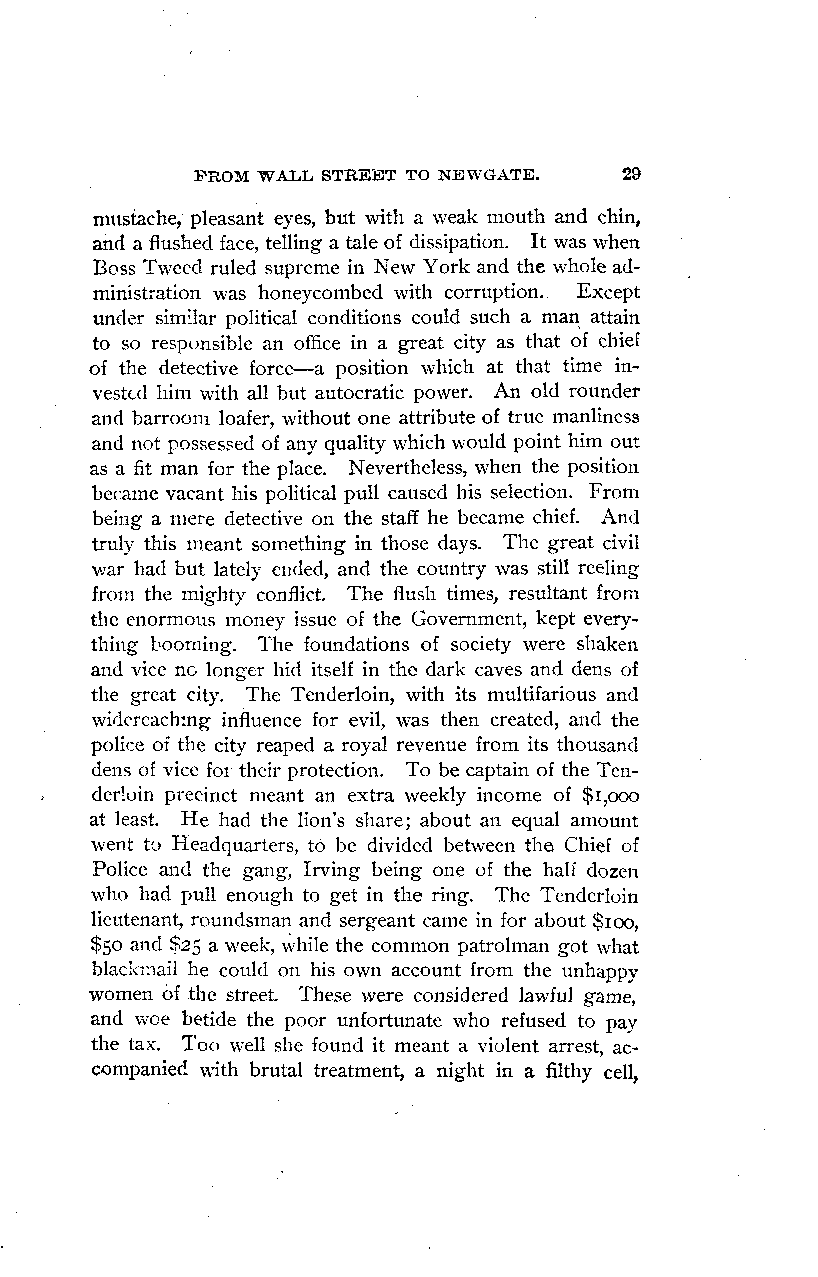 FROM WALL STREET TO NEWGATE. 29
mustache, pleasant eyes, but with a weak mouth and chin,
and a flushed face, telling a tale of dissipation. It was when
Boss Tweed ruled supreme in New York and the whole ad-
ministration was honeycombed with corruption. Except
under similar political conditions could such a man attain
to so responsible an office in a great city as that of chief
of the detective force—a position which at that time in-
vested him with all but autocratic power. An old rounder
and barroom loafer, without one attribute of true manliness
and not possessed of any quality which would point him out
as a fit man for the place. Nevertheless, when the position
became vacant his political pull caused his selection. From
being a mere detective on the staff he became chief. And
truly this meant something in those days. The great civil
war had but lately ended, and the country was still reeling
from the mighty conflict. The flush times, resultant from
the enormous money issue of the Government, kept every-
thing booming. The foundations of society were shaken
and vice no longer hid itself in the dark caves and dens of
the great city. The Tenderloin, with its multifarious and
widereaching influence for evil, was then created, and the
police of the city reaped a royal revenue from its thousand
dens of vice for their protection. To be captain of the Ten-
derloin precinct meant an extra weekly income of $1,000
at least. He had the lion's share; about an equal amount
went to Headquarters, to be divided between the Chief of
Police and the gang, Irving being one of the half dozen
who had pull enough to get in the ring. The Tenderloin
lieutenant, roundsman and sergeant came in for about $100,
$50 and $25 a week, while the common patrolman got what
blackmail he could on his own account from the unhappy
women of the street. These were considered lawful game,
and woe betide the poor unfortunate who refused to pay
the tax. Too well she found it meant a violent arrest, ac-
companied with brutal treatment, a night in a filthy cell,